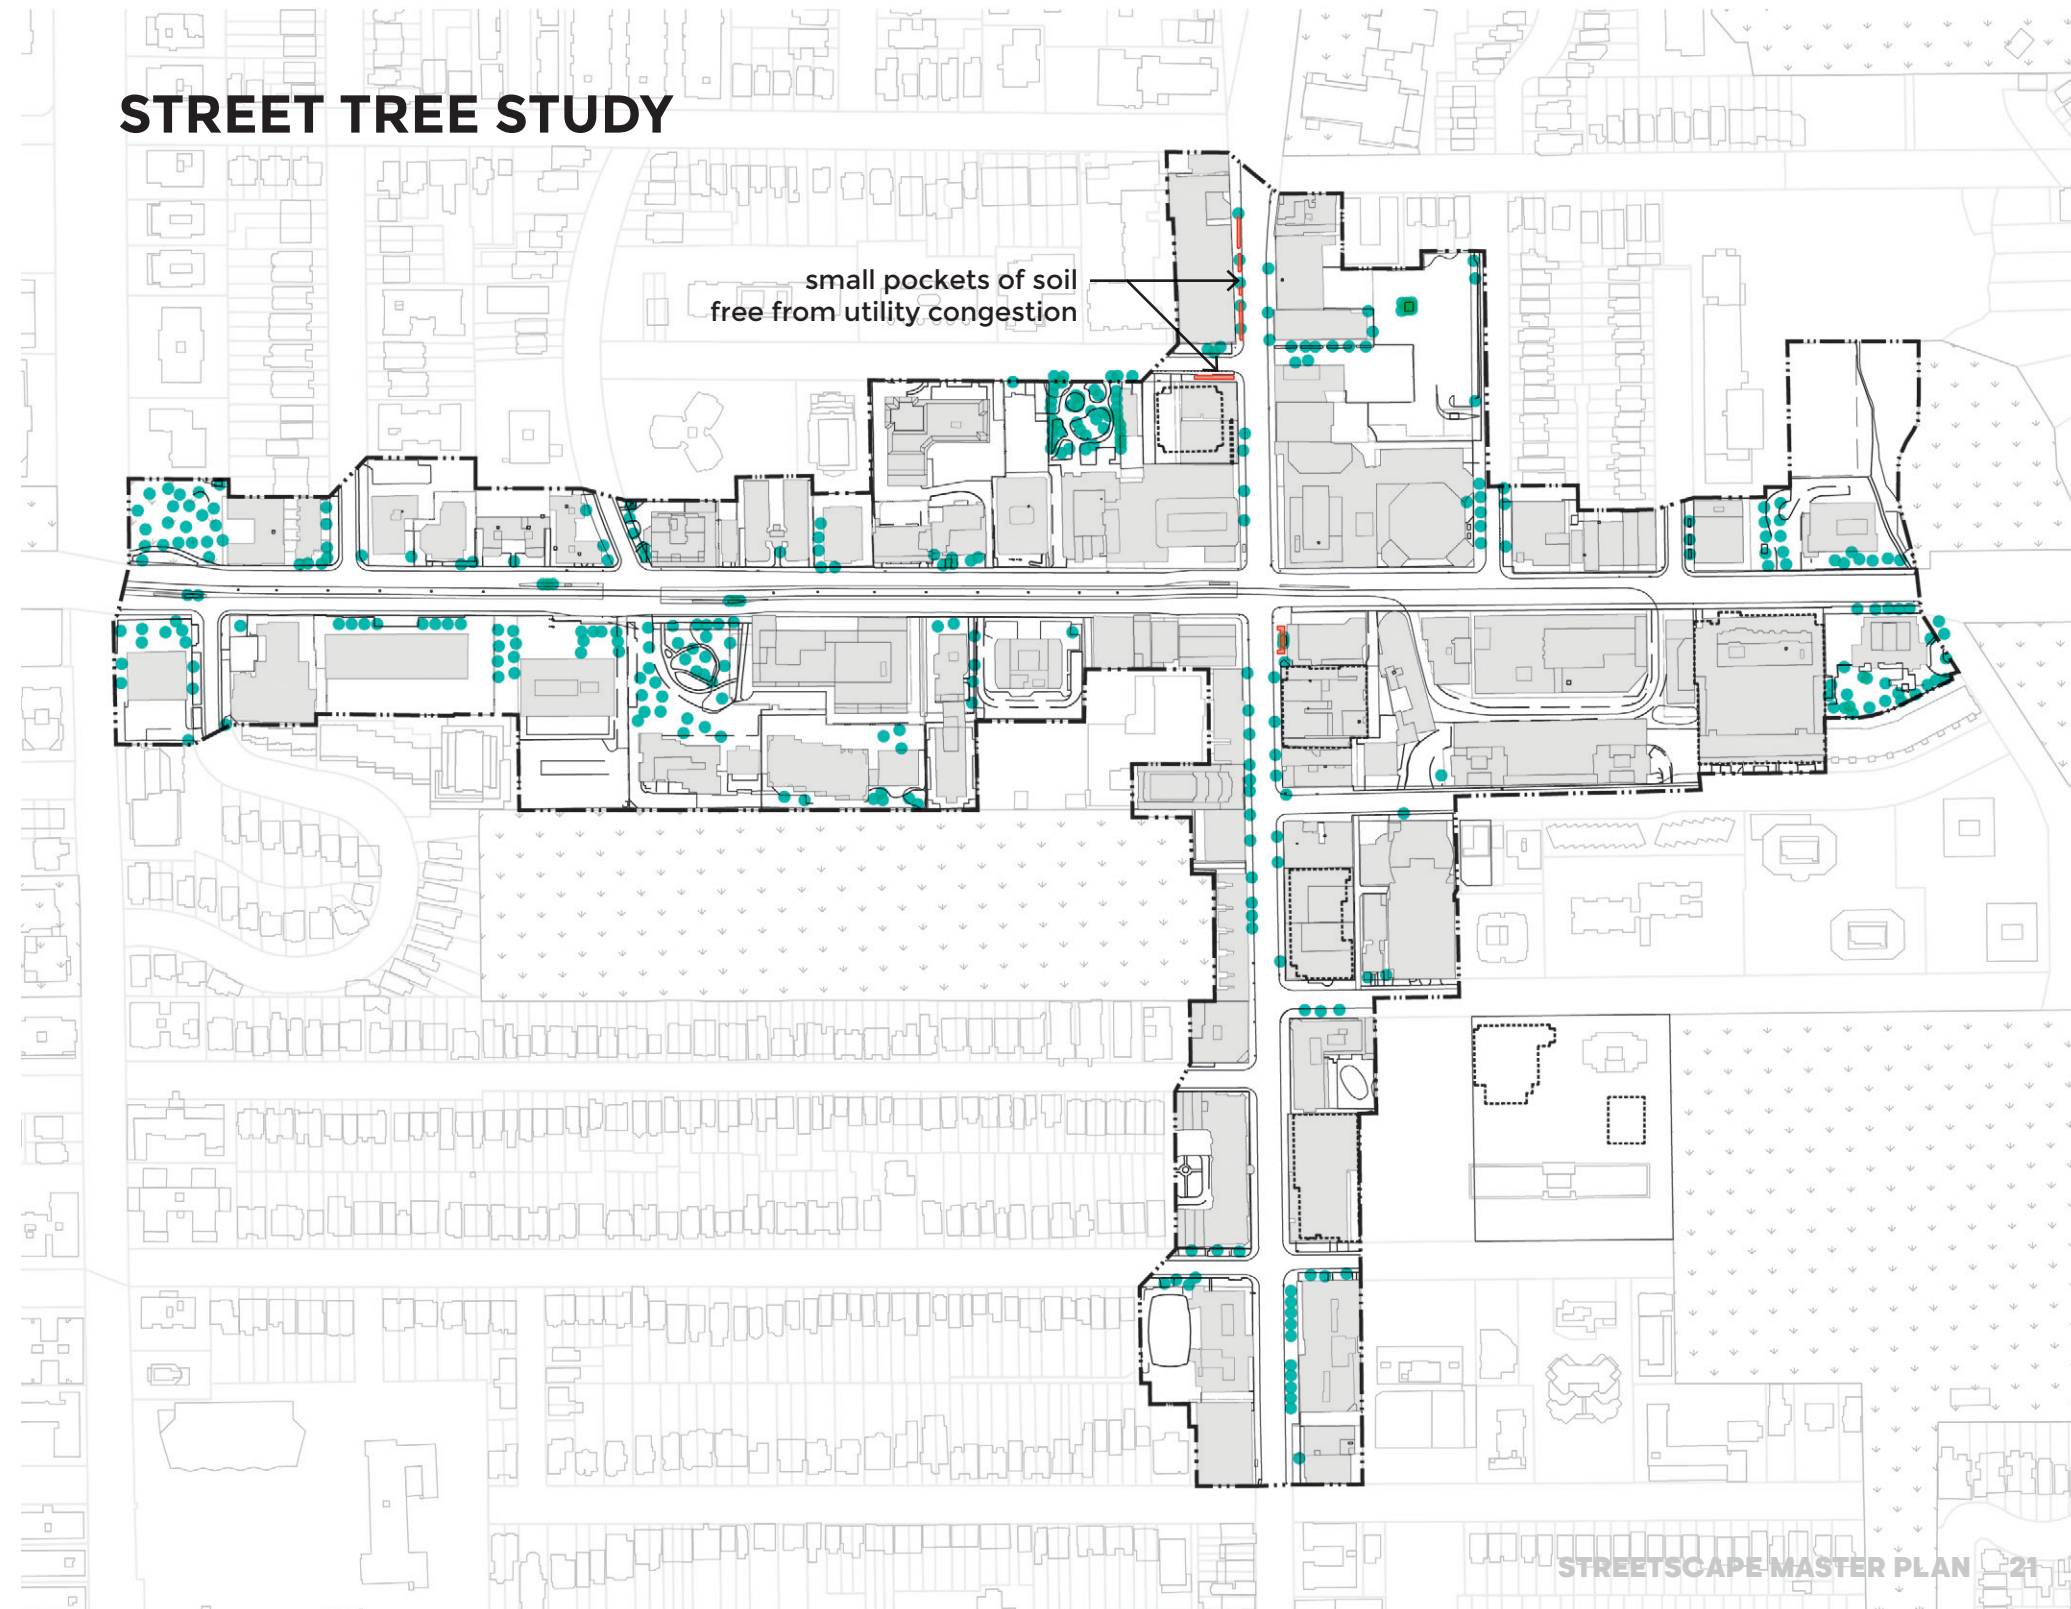 STREET TREE STUDY
small pockets of soil
free from utility congestion
STREETSCAPE MASTER PLAN 21